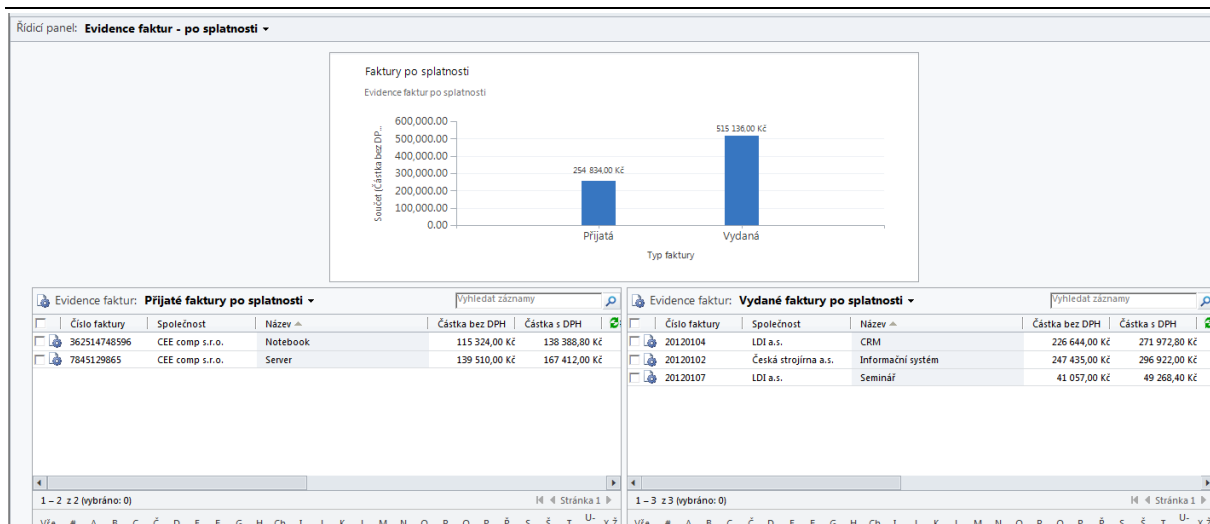 Řídicí panel: Evidence faktur - po splatnosti
Faktury po splatnosti
Evidence faktur po splatnosti
Součet (Částka bez DP...
600,000.00
500,000.00
400,000.00
300,000.00
200,000.00
100,000.00
0.00
254 834,00 Kč
515 136,00 Kč
Přijatá Vydaná
Typ faktury
Evidence faktur: Přijaté faktury po splatnosti Vyhledat záznamy
Číslo faktury Společnost Název Částka bez DPH Částka s DPH
362514748596 CEE comp s.r.o. Notebook 115 324,00 Kč 138 388,80 Kč
7845129865 CEE comp s.r.o. Server 139 510,00 Kč 167 412,00 Kč
1 – 2 z 2 (vybráno: 0) Stránka 1
Vše # A B C Č D E F G H Ch I J K L M N O P Q R Ř S Š T U- X Ž
Evidence faktur: Vydané faktury po splatnosti Vyhledat záznamy
Číslo faktury Společnost Název Částka bez DPH Částka s DPH
20120104 LDI a.s. CRM 226 644,00 Kč 271 972,80 Kč
20120102 Česká strojírna a.s. Informační systém 247 435,00 Kč 296 922,00 Kč
20120107 LDI a.s. Seminář 41 057,00 Kč 49 268,40 Kč
1 – 3 z 3 (vybráno: 0) Stránka 1
Vše # A B C Č D E F G H Ch I J K L M N O P Q R Ř S Š T U- X Ž